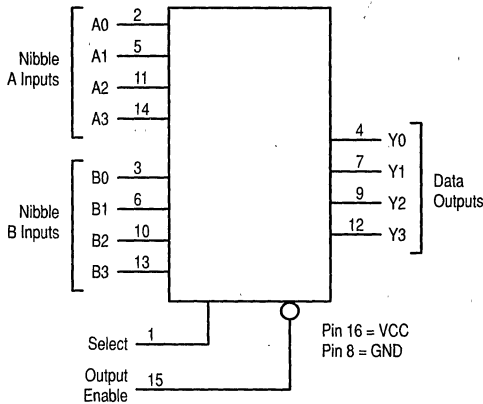 Nibble
A Inputs
A0 2
A1 5
A2 11
A3 14
Nibble
B Inputs
B0 3
B1 6
B2 10
B3 13
4 Y0
7 Y1
9 Y2
12 Y3
Data
Outputs
Select 1
Output
Enable 15
Pin 16 = VCC
Pin 8 = GND